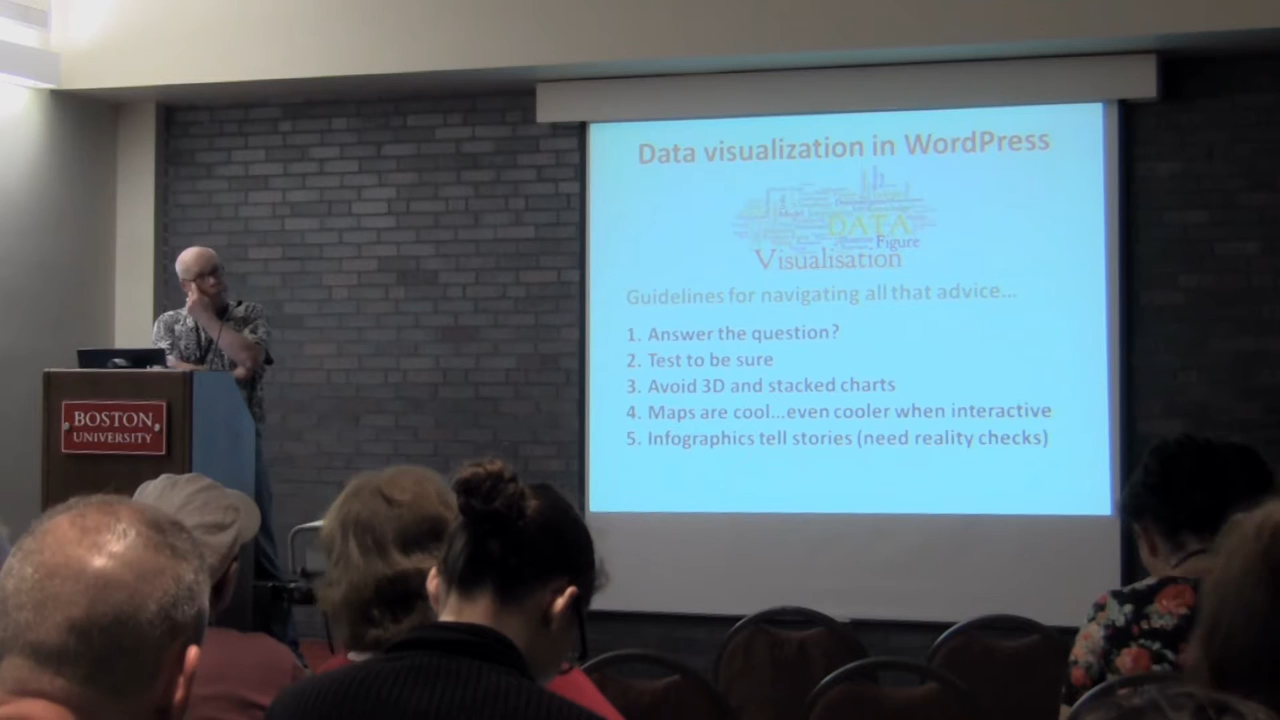 Data visualization in WordPress
DATA
Figure
Visualisation
Guidelines for navigating all that advice...
1. Answer the question?
2. Test to be sure
3. Avoid 3D and stacked charts
4. Maps are cool...even cooler when interactive
5. Infographics tell stories (need reality checks)
BOSTON
UNIVERSITY